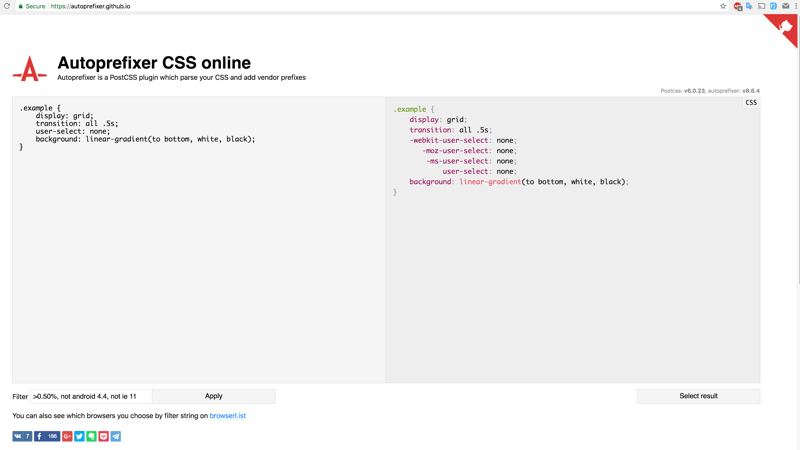 Secure https://autoprefixer.github.io
Autoprefixer CSS online
Autoprefixer is a PostCSS plugin which parse your CSS and add vendor prefixes
Postcss: v6.0.23, autoprefixer: v8.6.4
.example {
display: grid;
transition: all .5s;
user-select: none;
background: linear-gradient(to bottom, white, black);
}
CSS
.example {
display: grid;
transition: all .5s;
-webkit-user-select: none;
-moz-user-select: none;
-ms-user-select: none;
user-select: none;
background: linear-gradient(to bottom, white, black);
}
Filter >0.50%, not android 4.4, not ie 11 Apply Select result
You can also see which browsers you choose by filter string on browserl.ist
7 186